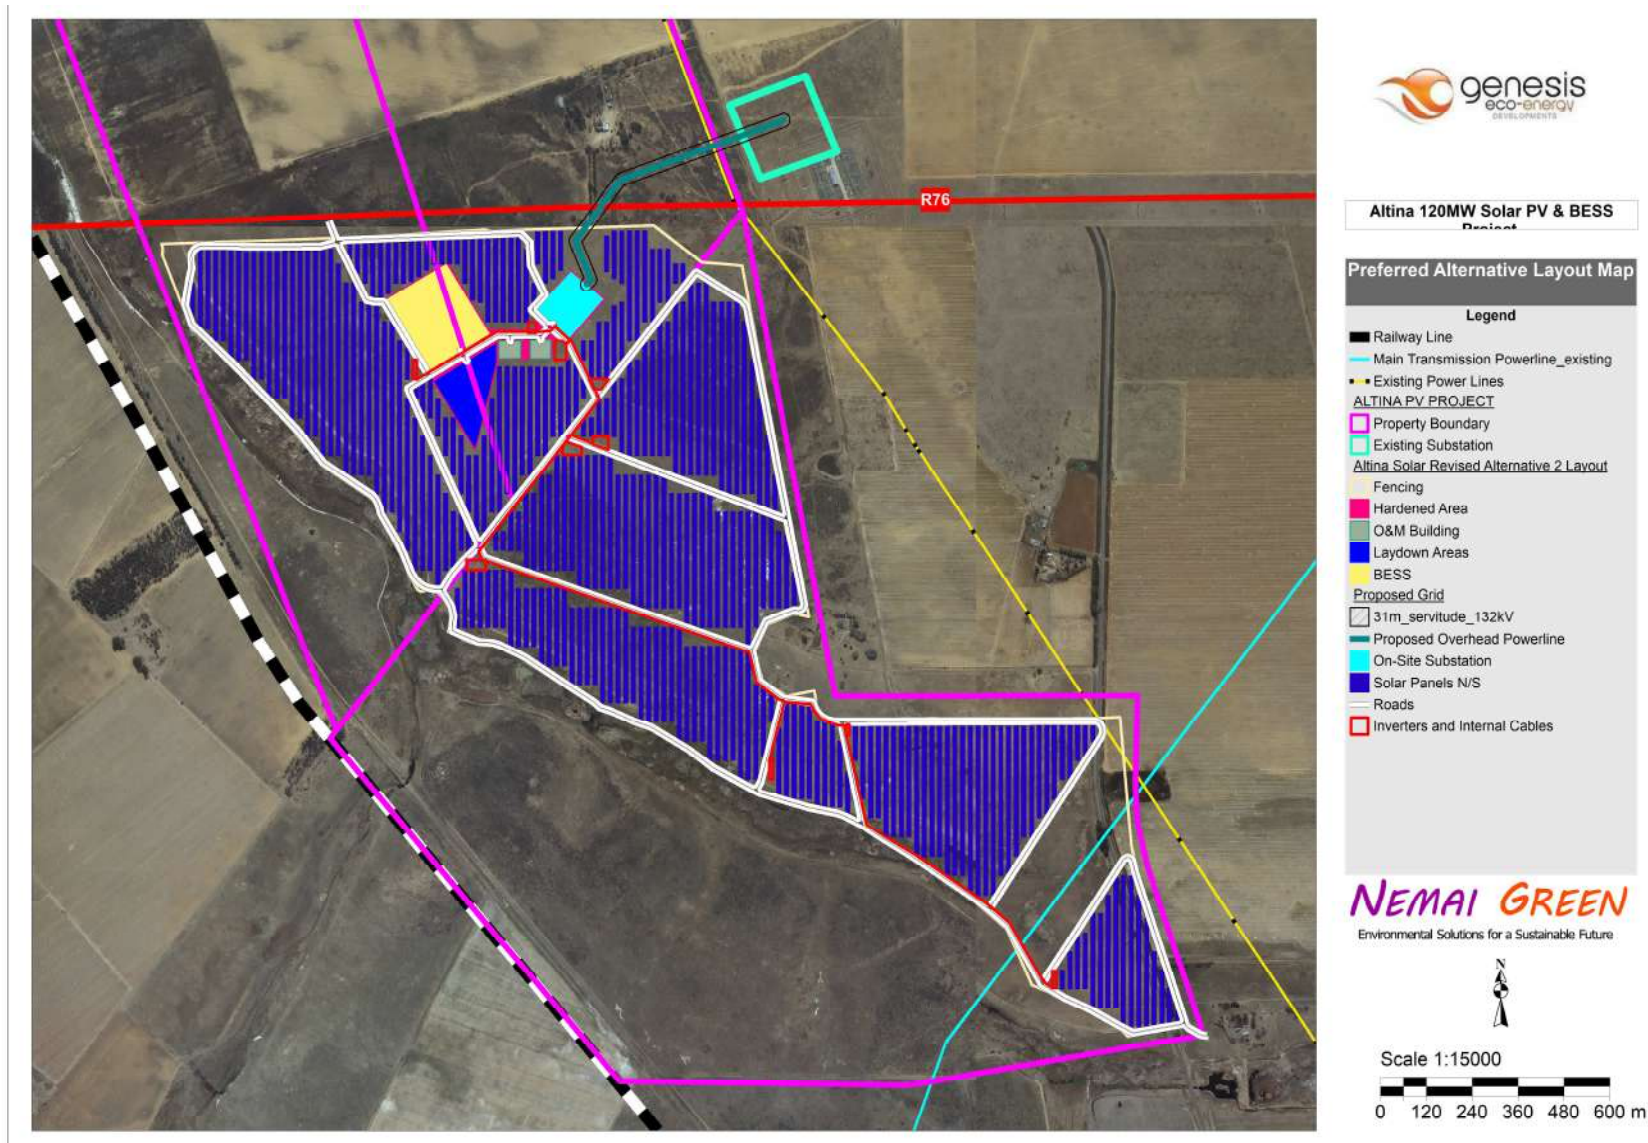 genesis
eco-energy
DEVELOPMENTS
R76
Altina 120MW Solar PV & BESS
Project
Preferred Alternative Layout Map
Legend
Railway Line
Main Transmission Powerline_existing
Existing Power Lines
ALTINA PV PROJECT
Property Boundary
Existing Substation
Altina Solar Revised Alternative 2 Layout
Fencing
Hardened Area
O&M Building
Laydown Areas
BESS
Proposed Grid
31m_servitude_132kV
Proposed Overhead Powerline
On-Site Substation
Solar Panels N/S
Roads
Inverters and Internal Cables
NEMAI GREEN
Environmental Solutions for a Sustainable Future
N
Scale 1:15000
0 120 240 360 480 600 m